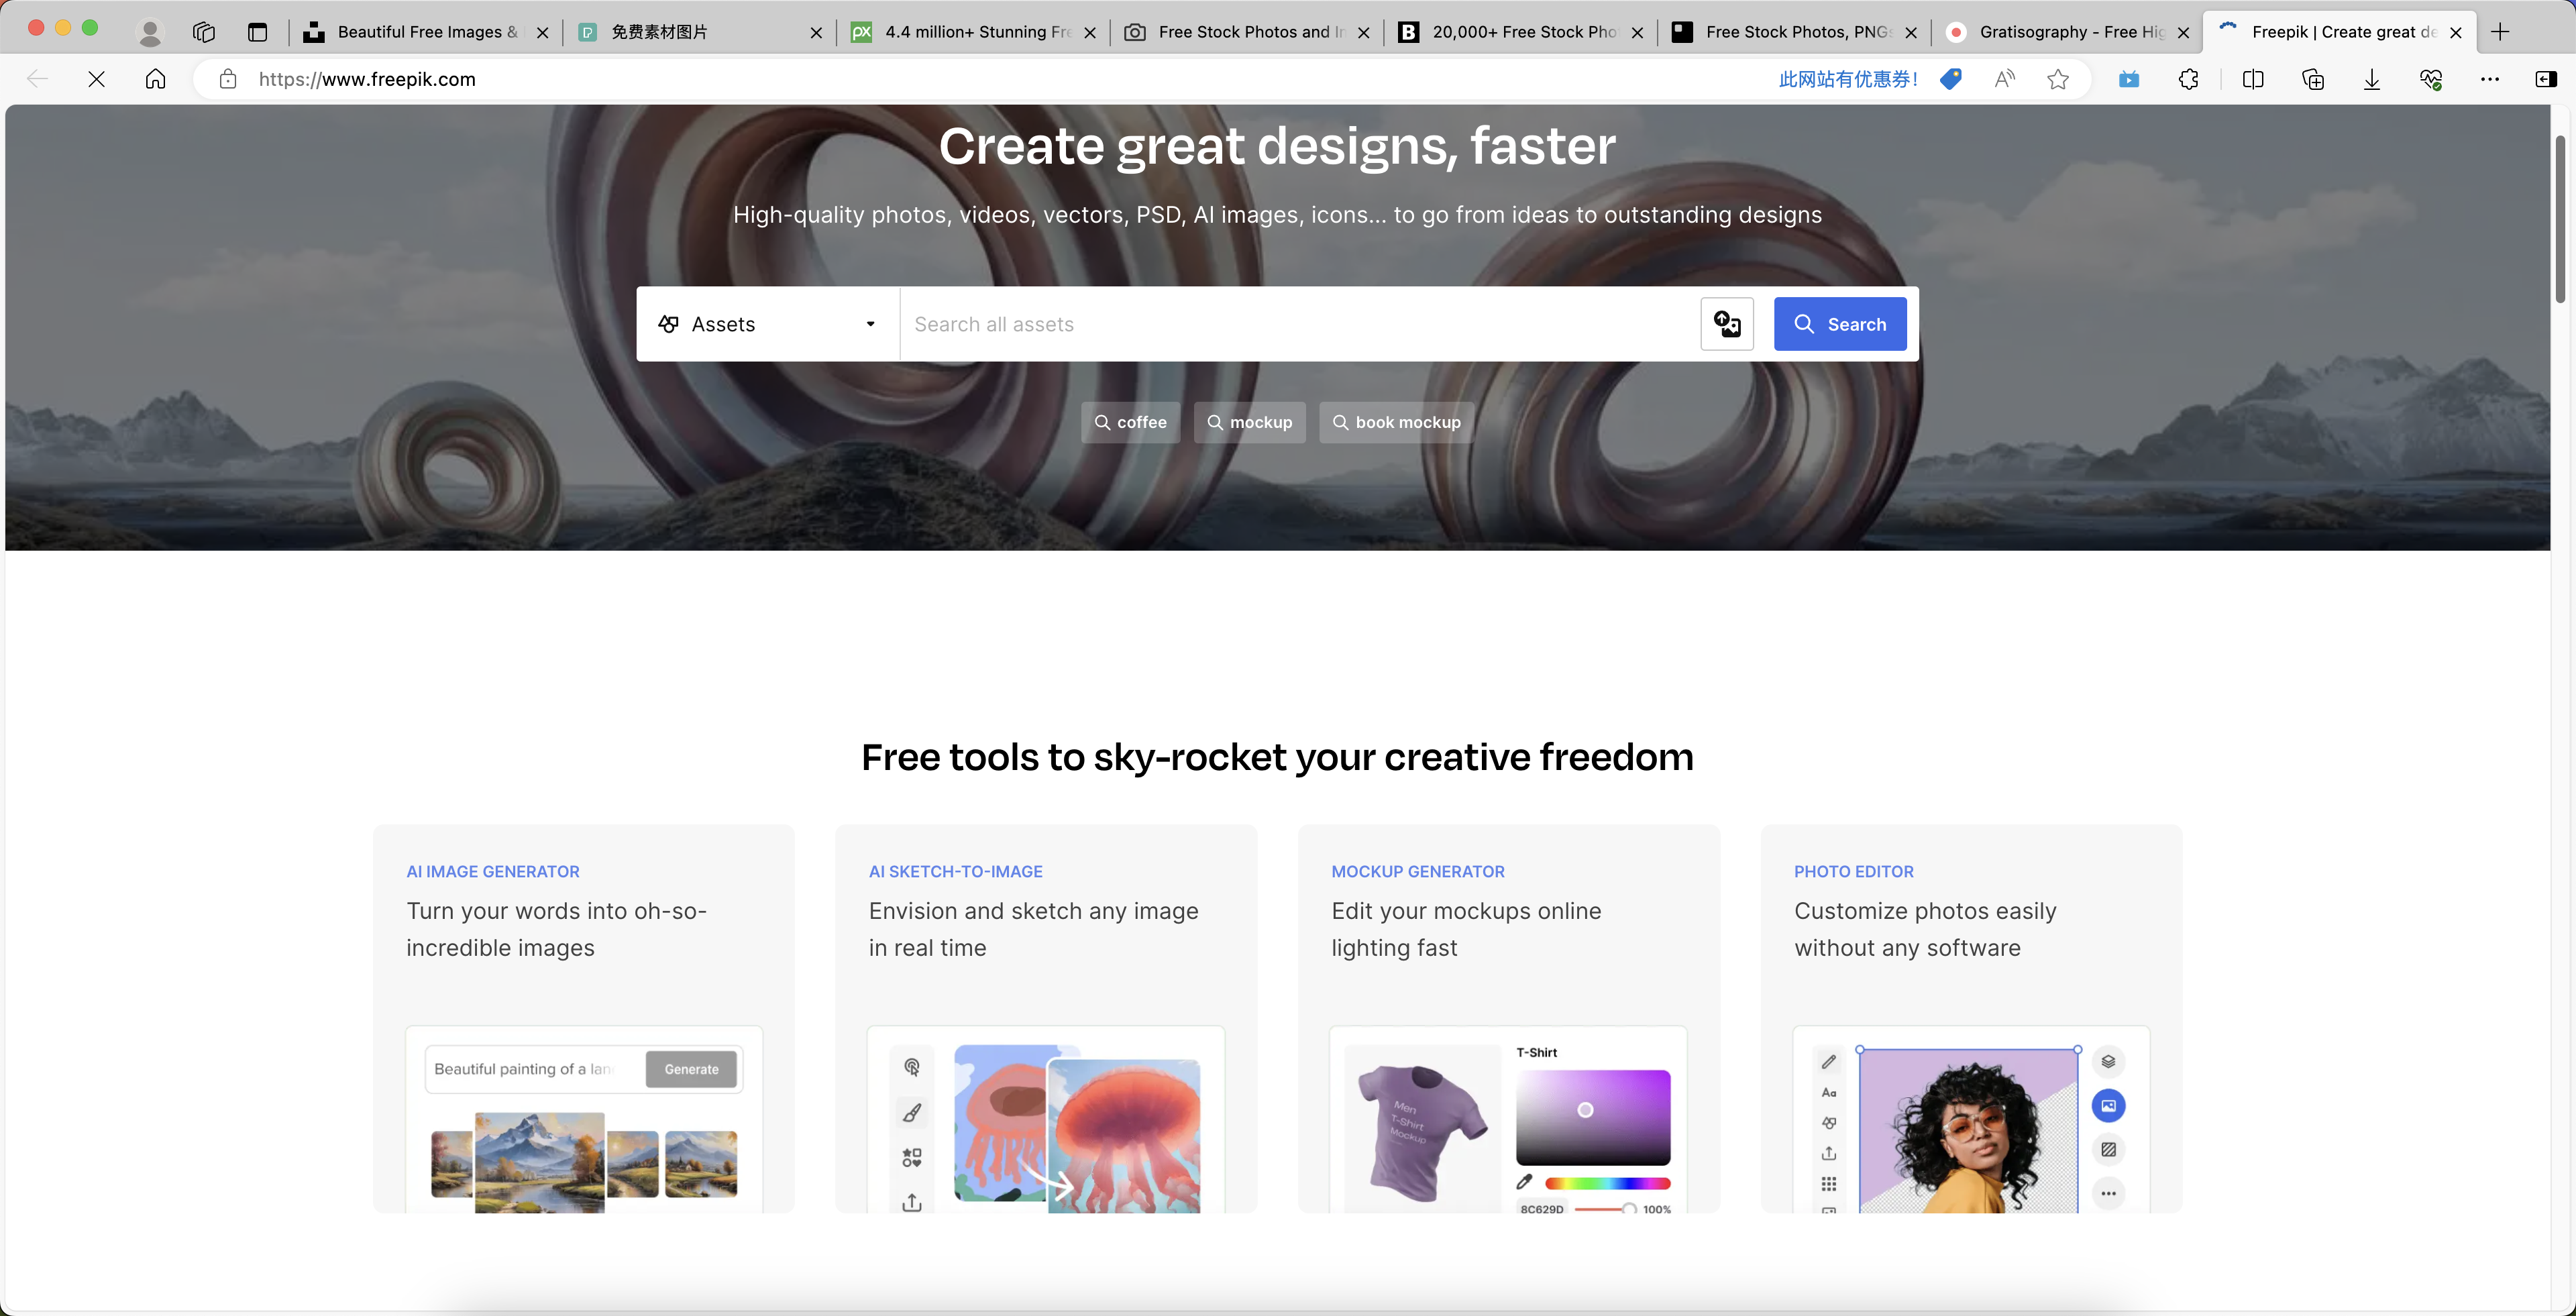 Beautiful Free Images &
免费素材图片
4.4 million+ Stunning Fre
Free Stock Photos and In
20,000+ Free Stock Pho
Free Stock Photos, PNGs
Gratisography - Free Hig
Freepik | Create great de
https://www.freepik.com
此网站有优惠券!
Create great designs, faster
High-quality photos, videos, vectors, PSD, AI images, icons... to go from ideas to outstanding designs
Assets
Search all assets
Search
coffee
mockup
book mockup
Free tools to sky-rocket your creative freedom
AI IMAGE GENERATOR
Turn your words into oh-so-
incredible images
Beautiful painting of a lan
Generate
AI SKETCH-TO-IMAGE
Envision and sketch any image
in real time
MOCKUP GENERATOR
Edit your mockups online
lighting fast
Men
T-Shirt
Mockup
T-Shirt
8C629D
100%
PHOTO EDITOR
Customize photos easily
without any software
Aa